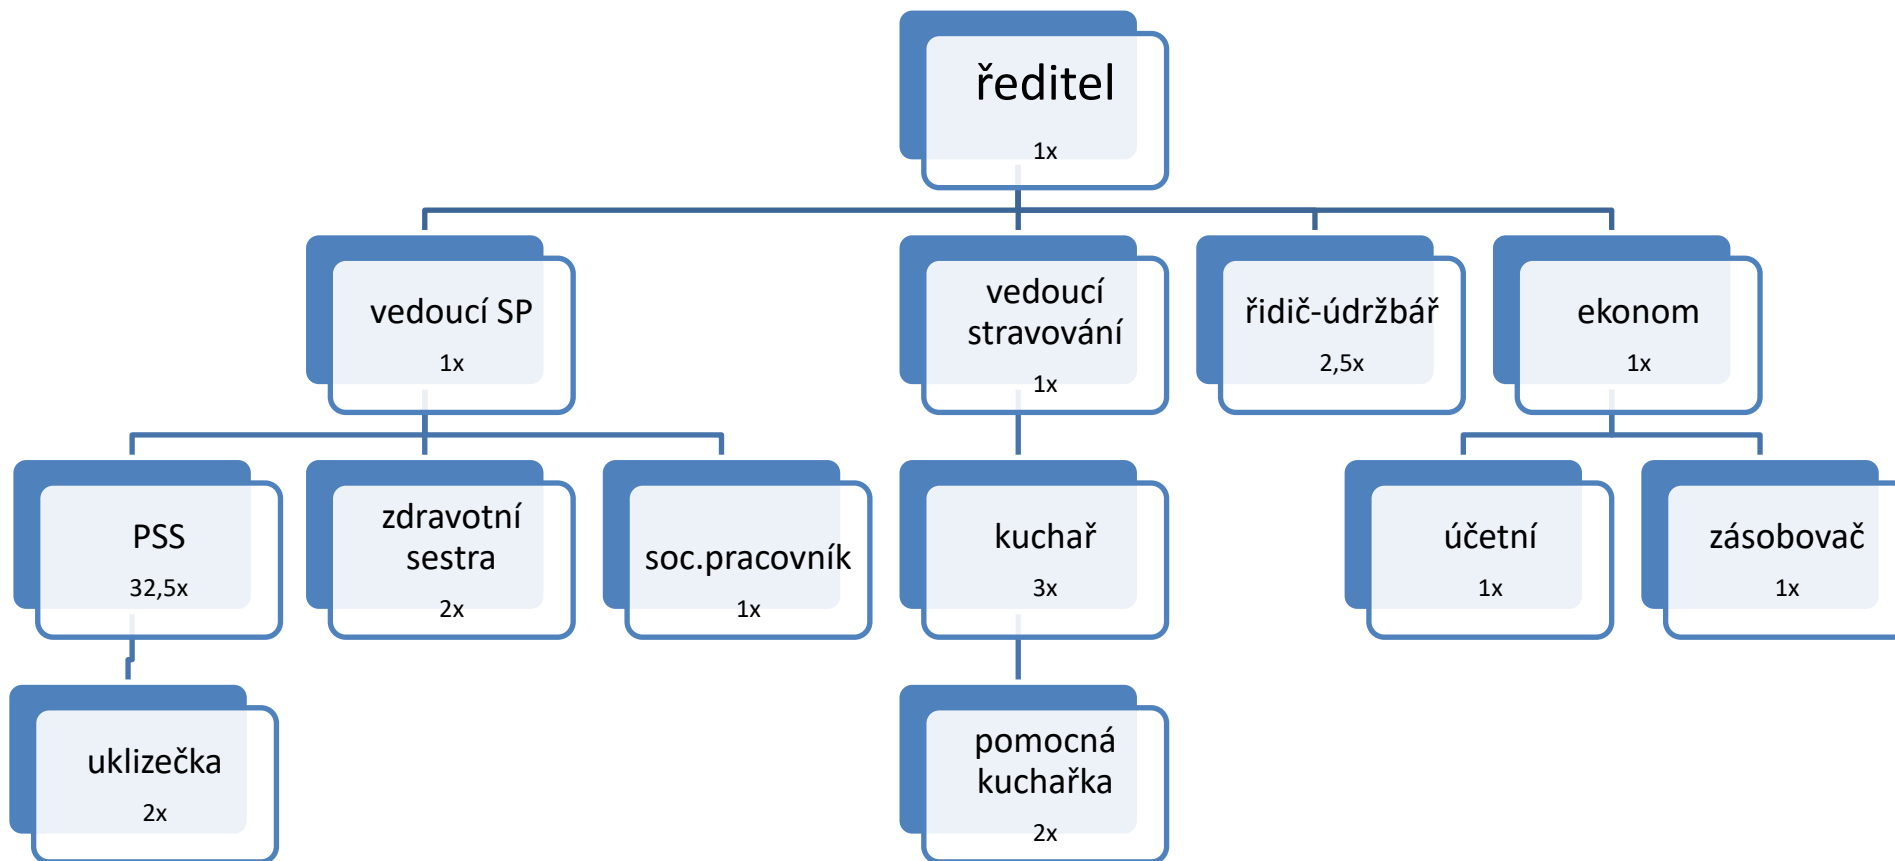 ředitel
1x
vedoucí SP
1x
vedoucí
stravování
1x
řidič-údržbář
2,5x
ekonom
1x
PSS
32,5x
zdravotní
sestra
2x
soc.pracovník
1x
kuchař
3x
účetní
1x
zásobovač
1x
uklizečka
2x
pomocná
kuchařka
2x